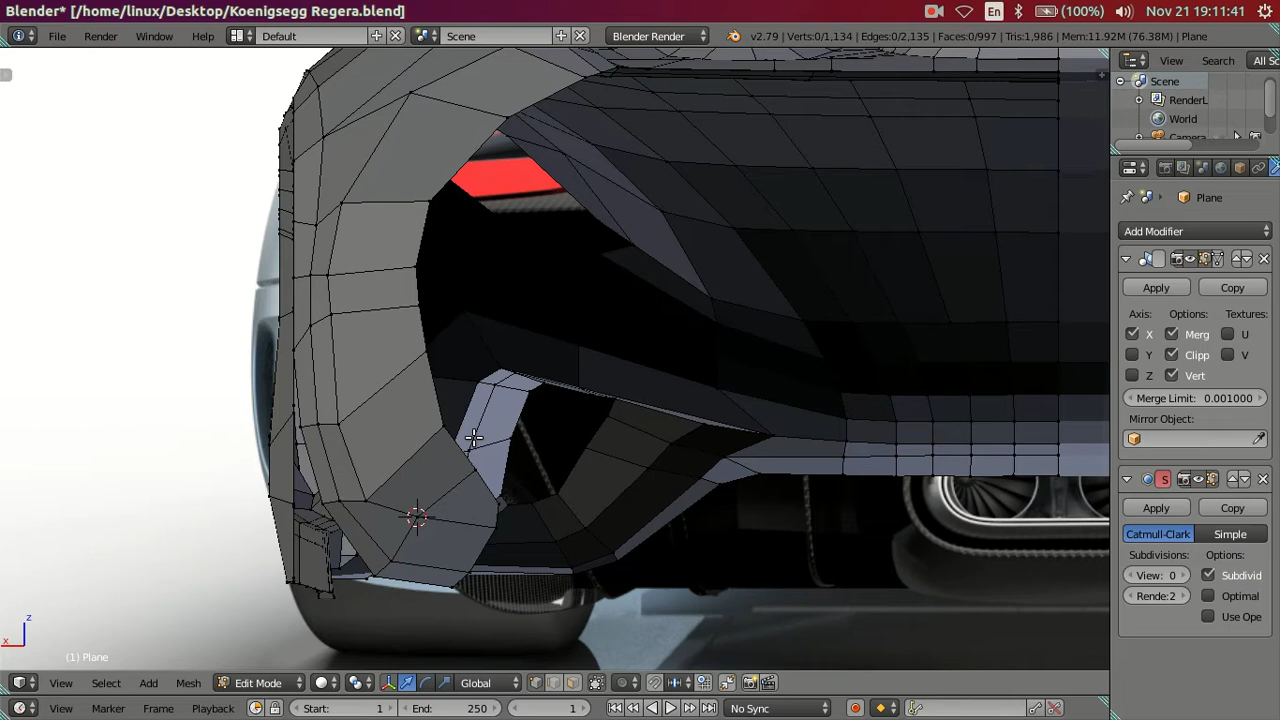 Blender* [/home/linux/Desktop/Koenigsegg Regera.blend]
En
(100%)
Nov 21 19:11:41
File
Render
Window
Help
Default
Scene
Blender Render
v2.79 | Verts:0/1,134 | Edges:0/2,135 | Faces:0/997 | Tris:1,986 | Mem:11.92M (76.38M) | Plane
View
Search
All Sc
Scene
RenderL
World
Camera
Plane
Add Modifier
Apply
Copy
Axis:
Options:
Textures:
X
Merg
U
Y
Clipp
V
Z
Vert
Merge Limit: 0.001000
Mirror Object:
S
Apply
Copy
Catmull-Clark
Simple
Subdivisions:
Options:
View: 0
Subdivid
Rende:2
Optimal
Use Ope
z
x
(1) Plane
View
Select
Add
Mesh
Edit Mode
Global
View
Marker
Frame
Playback
Start:
1
End:
250
1
No Sync